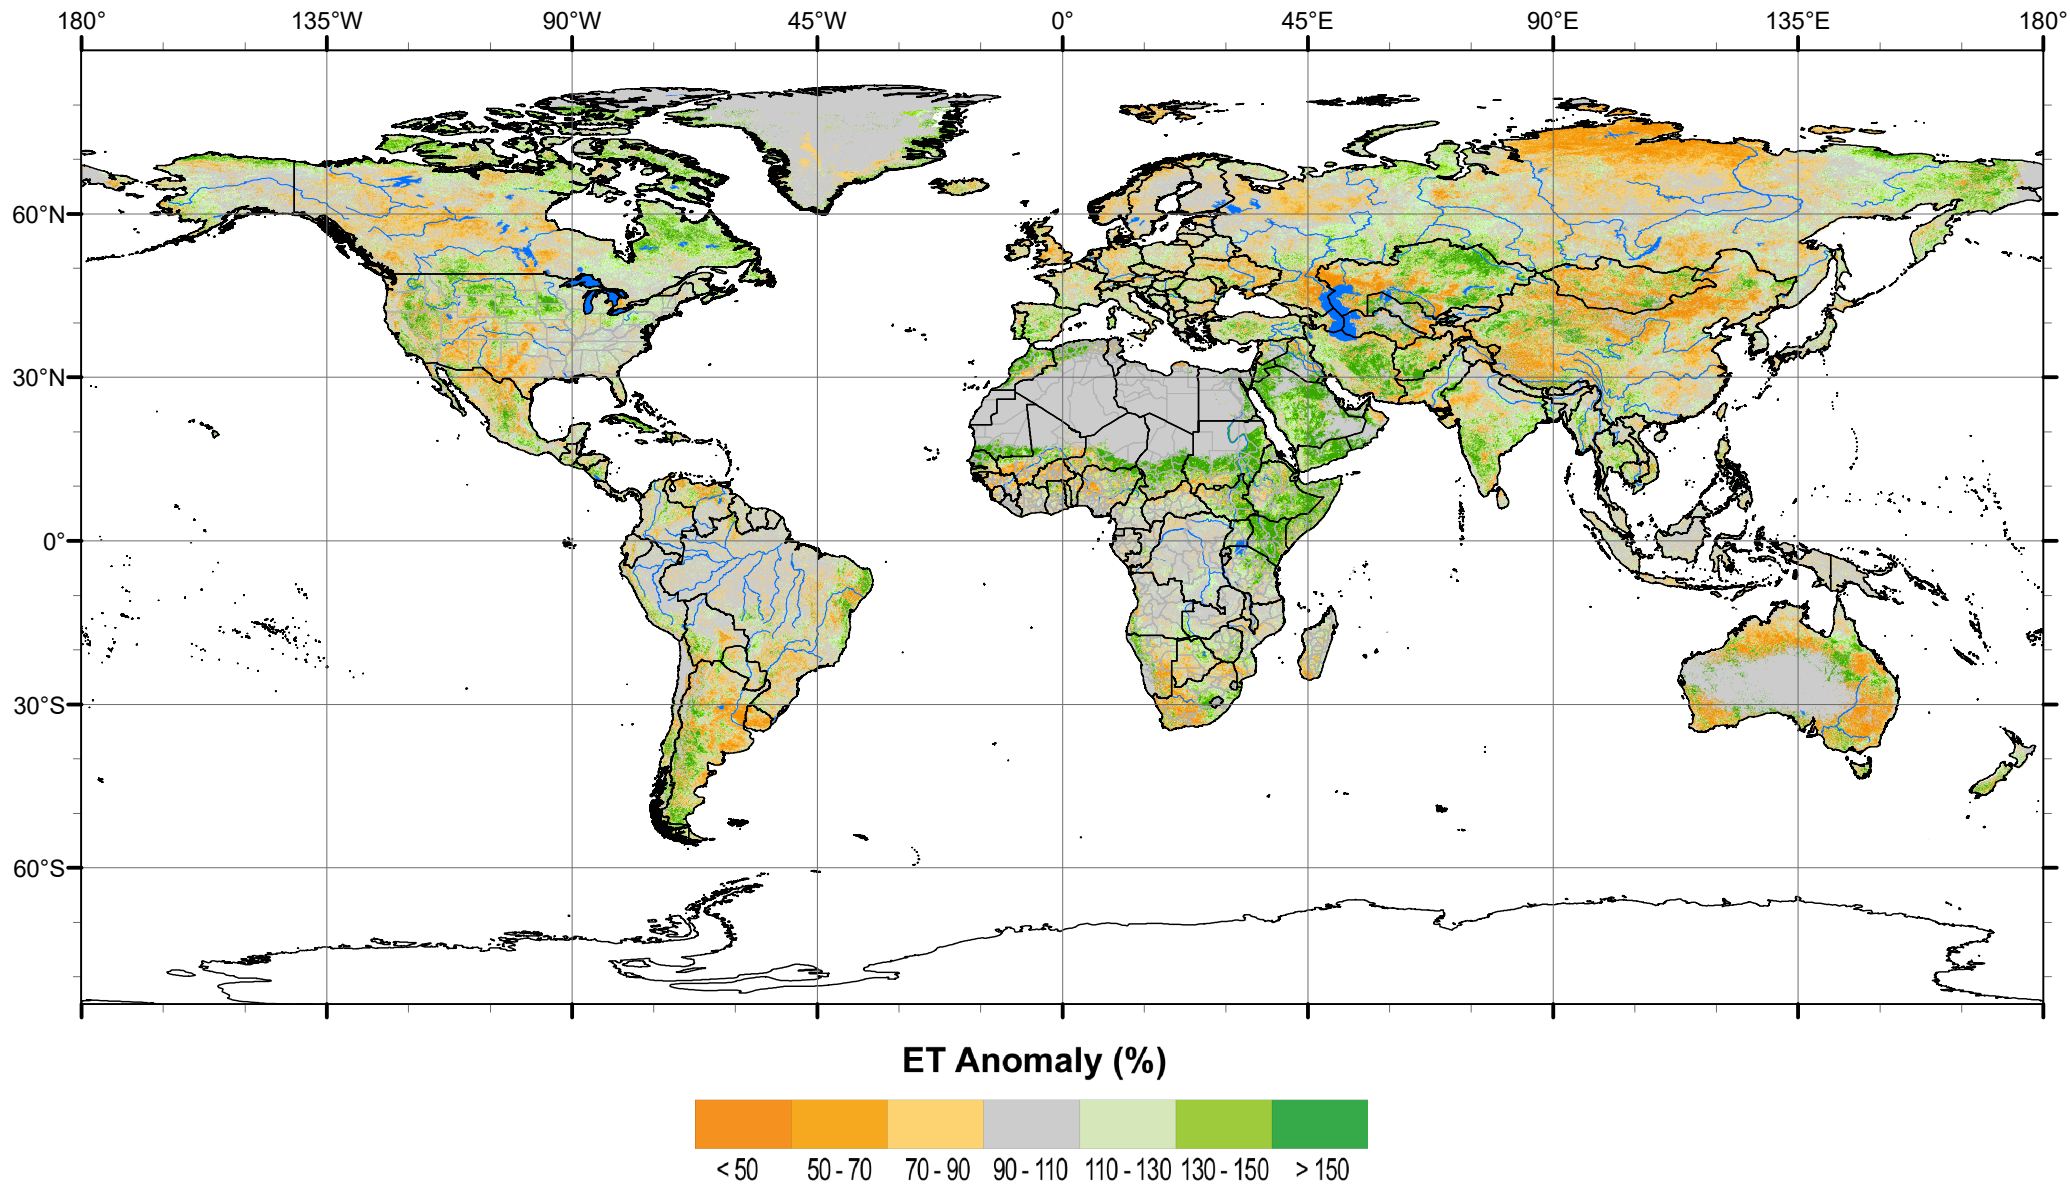 180° 135°W 90°W 45°W 0° 45°E 90°E 135°E 180°
60°N
30°N
0°
30°S
60°S
ET Anomaly (%)
< 50 50 - 70 70 - 90 90 - 110 110 - 130 130 - 150 > 150